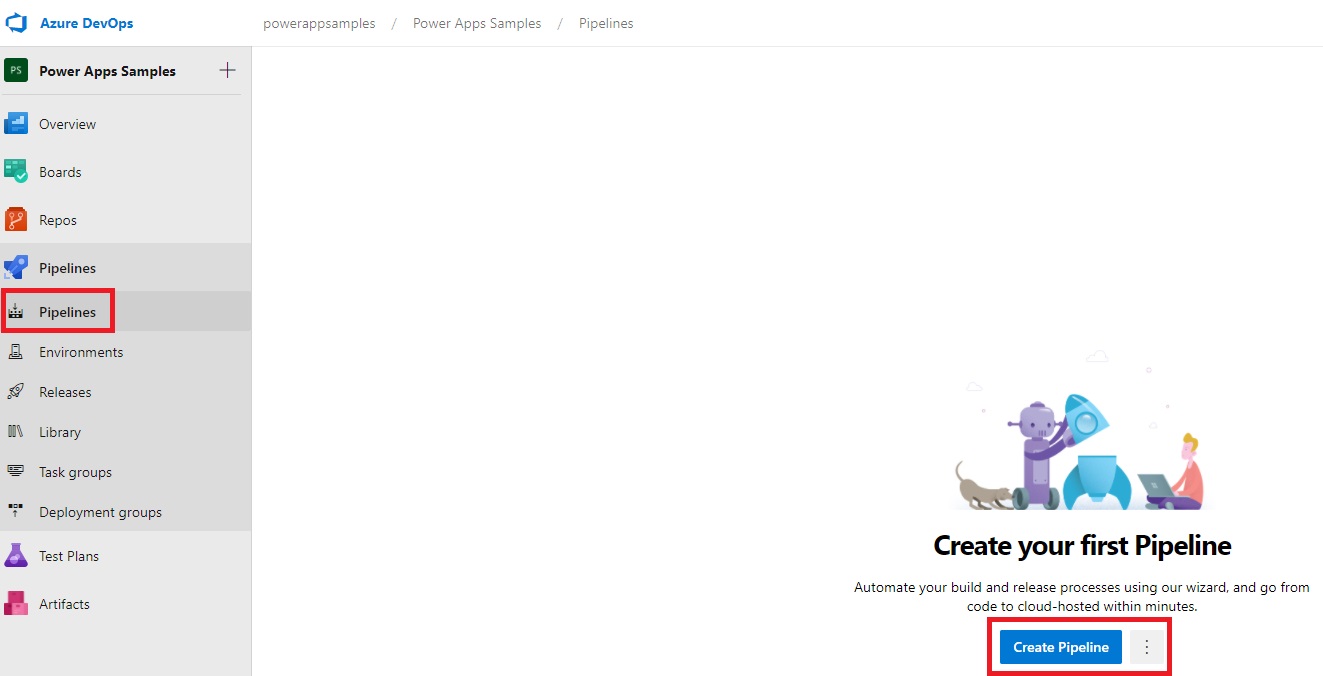 Azure DevOps
powerappsamples / Power Apps Samples / Pipelines
PS Power Apps Samples
Overview
Boards
Repos
Pipelines
Pipelines
Environments
Releases
Library
Task groups
Deployment groups
Test Plans
Artifacts
Create your first Pipeline
Automate your build and release processes using our wizard, and go from
code to cloud-hosted within minutes.
Create Pipeline